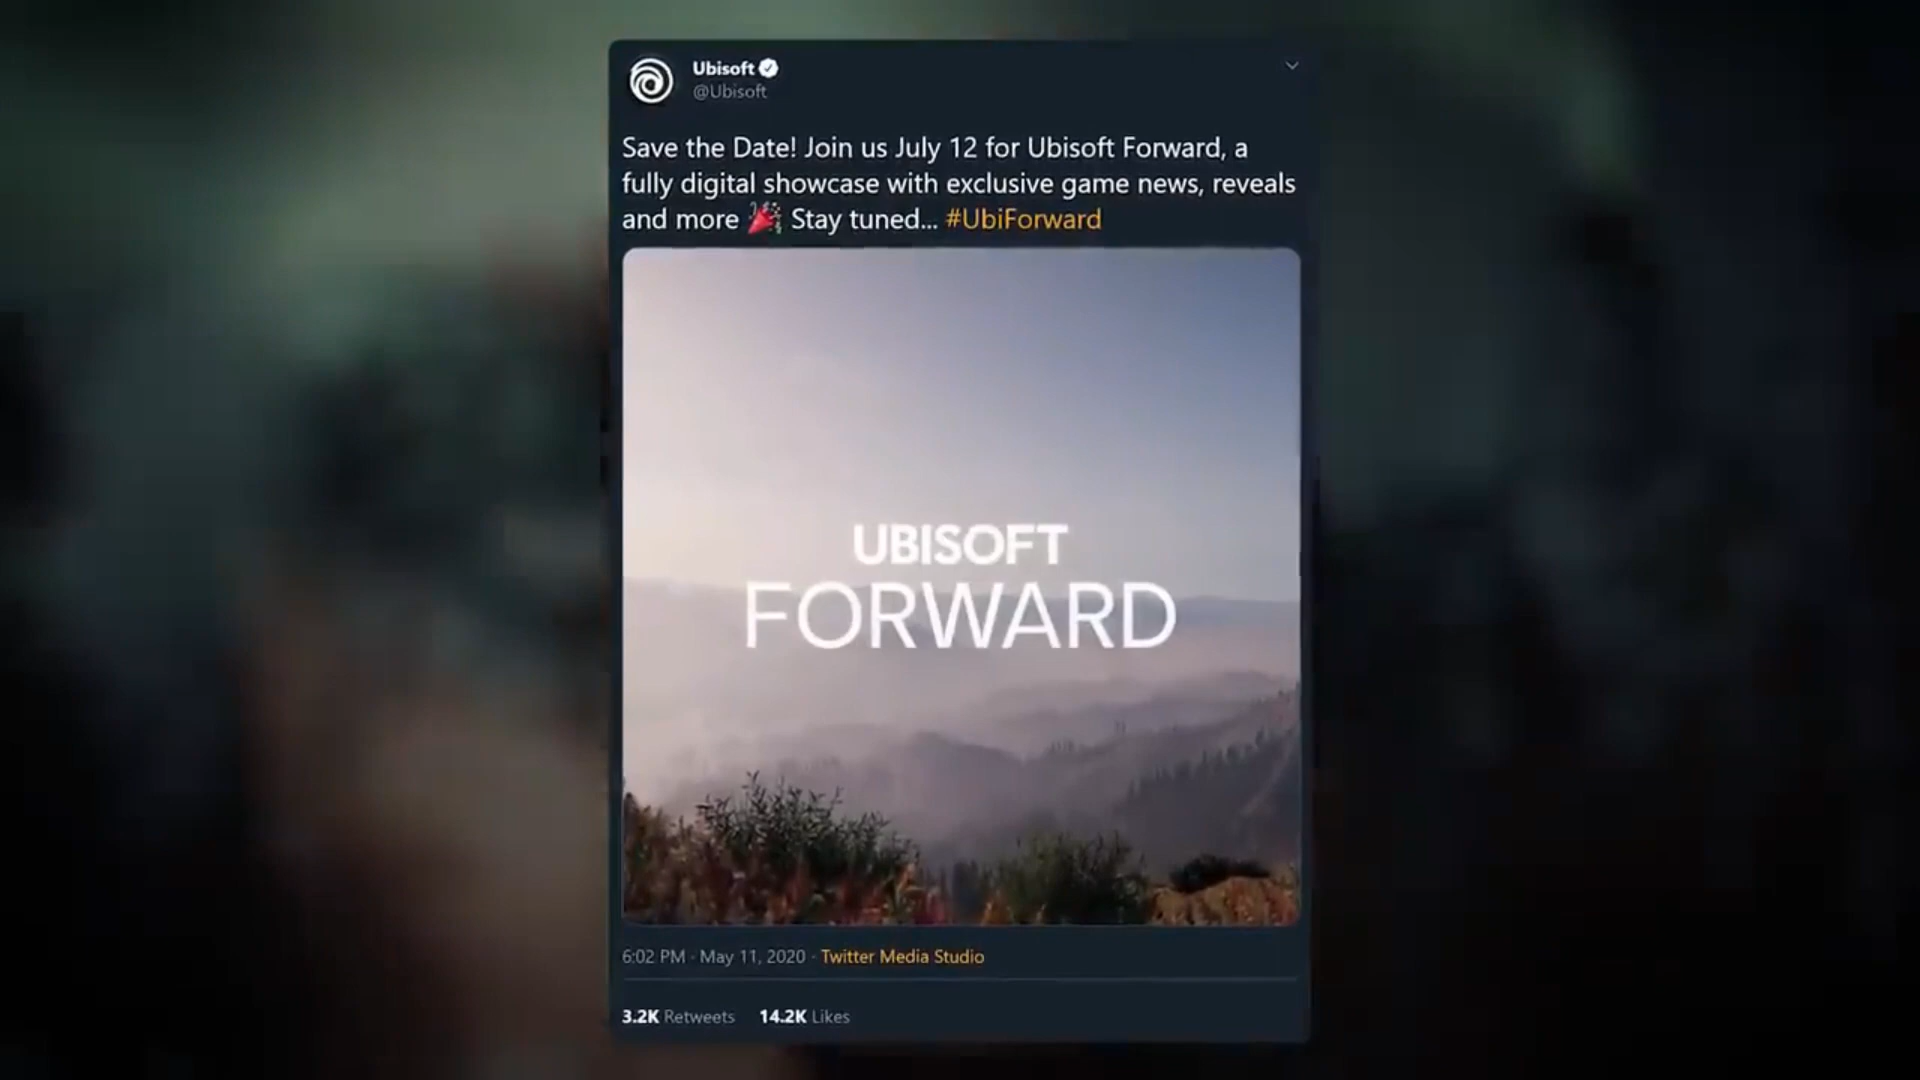 Ubisoft
@Ubisoft
Save the Date! Join us July 12 for Ubisoft Forward, a
fully digital showcase with exclusive game news, reveals
and more 🎉 Stay tuned... #UbiForward
UBISOFT
FORWARD
6:02 PM · May 11, 2020 · Twitter Media Studio
3.2K Retweets 14.2K Likes